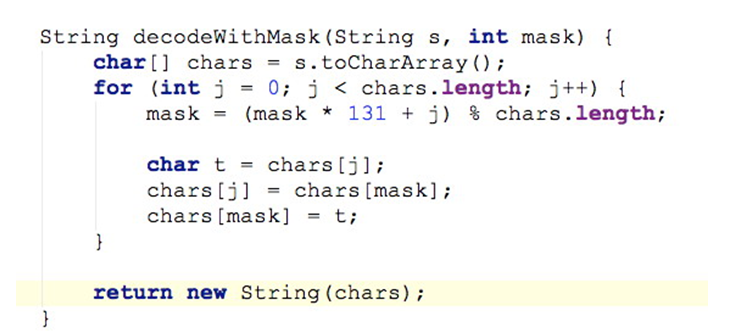 String decodeWithMask(String s, int mask) {
    char[] chars = s.toCharArray();
    for (int j = 0; j < chars.length; j++) {
        mask = (mask * 131 + j) % chars.length;

        char t = chars[j];
        chars[j] = chars[mask];
        chars[mask] = t;
    }

    return new String(chars);
}